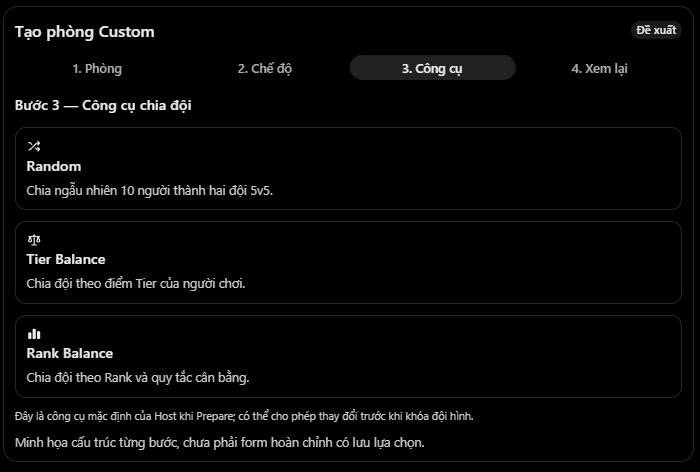 Tạo phòng Custom
Đề xuất
1. Phòng
2. Chế độ
3. Công cụ
4. Xem lại
Bước 3 — Công cụ chia đội
Random
Chia ngẫu nhiên 10 người thành hai đội 5v5.
Tier Balance
Chia đội theo điểm Tier của người chơi.
Rank Balance
Chia đội theo Rank và quy tắc cân bằng.
Đây là công cụ mặc định của Host khi Prepare; có thể cho phép thay đổi trước khi khóa đội hình.
Minh họa cấu trúc từng bước, chưa phải form hoàn chỉnh có lưu lựa chọn.